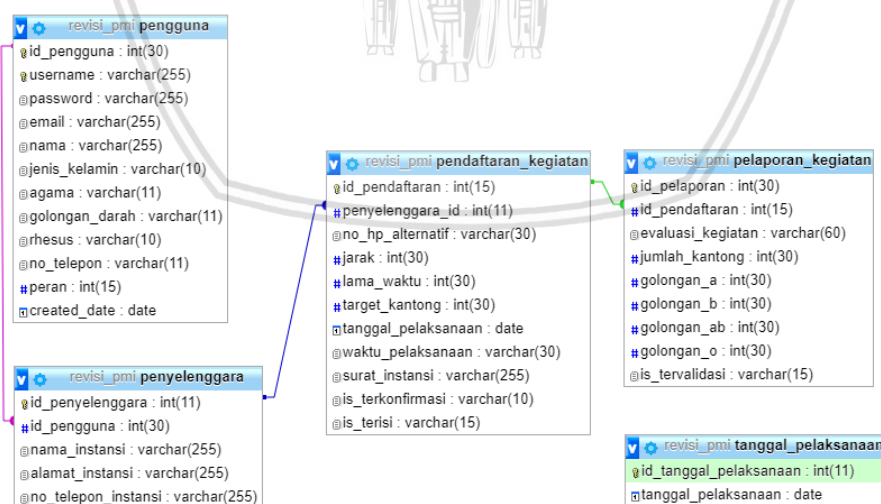 revisi_pmi pengguna
id_pengguna : int(30)
username : varchar(255)
password : varchar(255)
email : varchar(255)
nama : varchar(255)
jenis_kelamin : varchar(10)
agama : varchar(11)
golongan_darah : varchar(11)
rhesus : varchar(10)
no_telepon : varchar(11)
peran : int(15)
created_date : date
revisi_pmi penyelenggara
id_penyelenggara : int(11)
id_pengguna : int(30)
nama_instansi : varchar(255)
alamat_instansi : varchar(255)
no_telepon_instansi : varchar(255)
revisi_pmi pendaftaran_kegiatan
id_pendaftaran : int(15)
penyelenggara_id : int(11)
no_hp_alternatif : varchar(30)
jarak : int(30)
lama_waktu : int(30)
target_kantong : int(30)
tanggal_pelaksanaan : date
waktu_pelaksanaan : varchar(30)
surat_instansi : varchar(255)
is_terkonfirmasi : varchar(10)
is_terisi : varchar(15)
revisi_pmi pelaporan_kegiatan
id_pelaporan : int(30)
id_pendaftaran : int(15)
evaluasi_kegiatan : varchar(60)
jumlah_kantong : int(30)
golongan_a : int(30)
golongan_b : int(30)
golongan_ab : int(30)
golongan_o : int(30)
is_tervalidasi : varchar(15)
revisi_pmi tanggal_pelaksanaan
id_tanggal_pelaksanaan : int(11)
tanggal_pelaksanaan : date